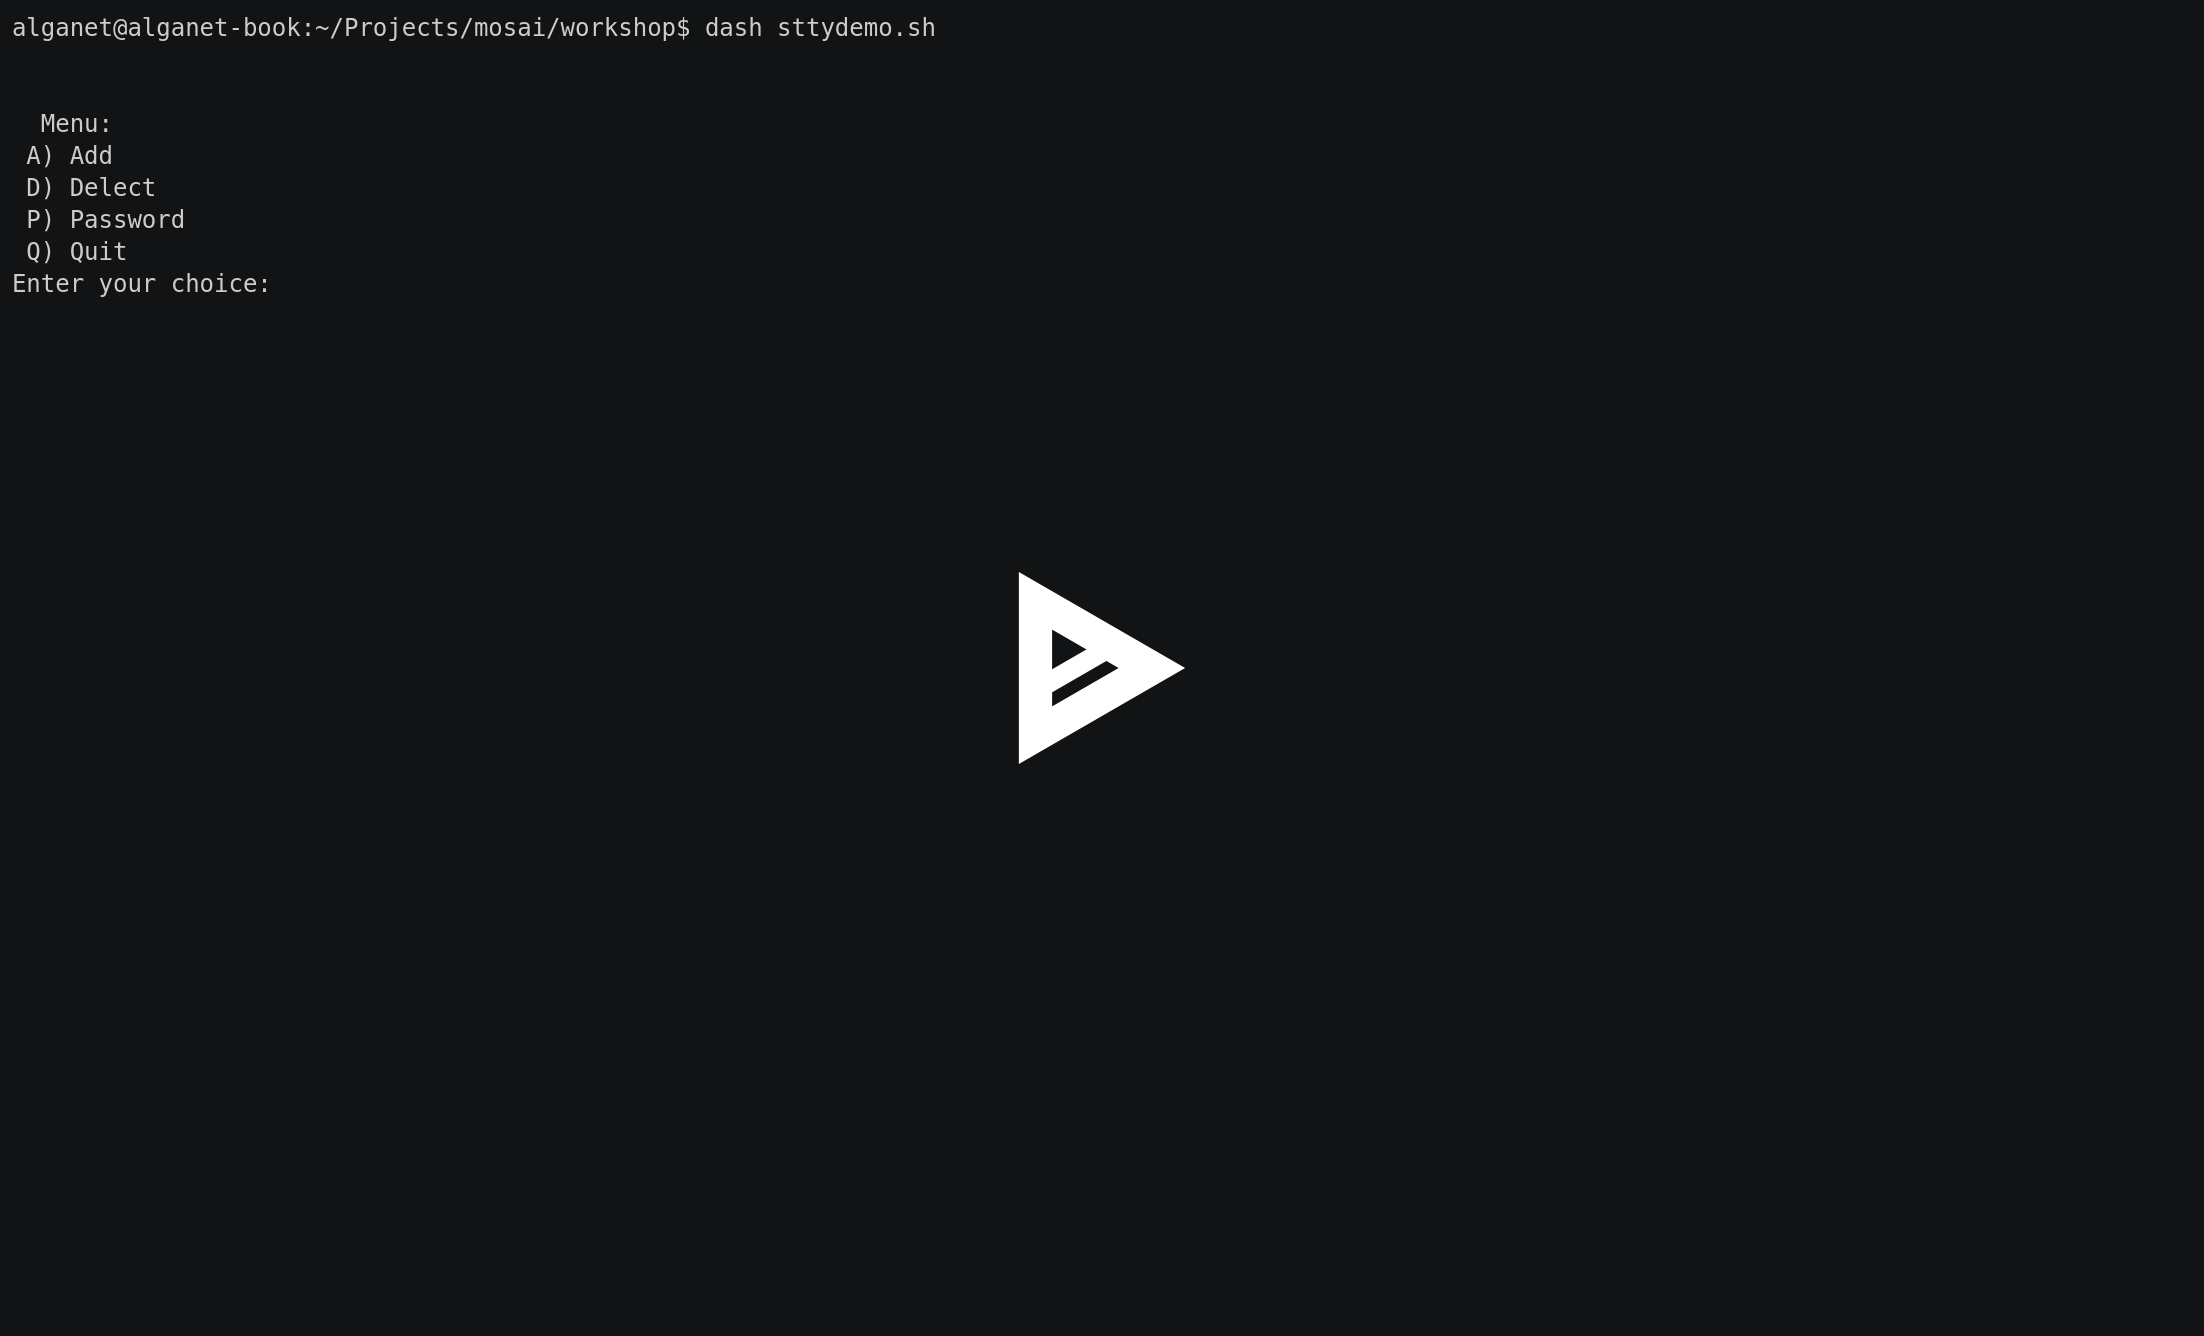 alganet@alganet-book:~/Projects/mosai/workshop$ dash sttydemo.sh
Menu:
A) Add
D) Delect
P) Password
Q) Quit
Enter your choice: